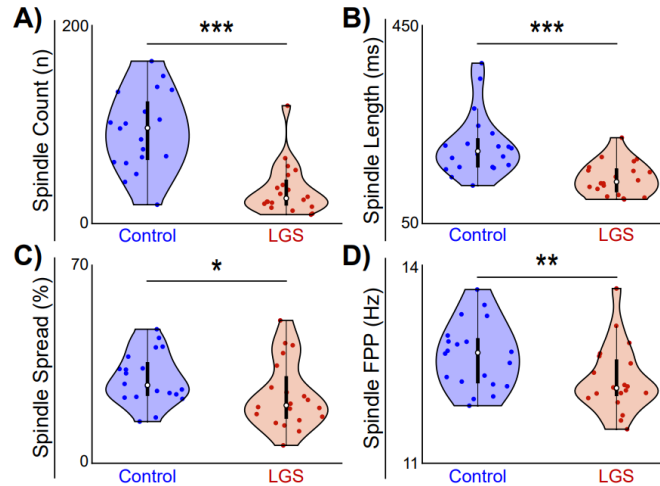 A)
200
Spindle Count (n)
0
***
Control
LGS
B)
450
Spindle Length (ms)
50
***
Control
LGS
C)
70
Spindle Spread (%)
0
*
Control
LGS
D)
14
Spindle FPP (Hz)
11
**
Control
LGS